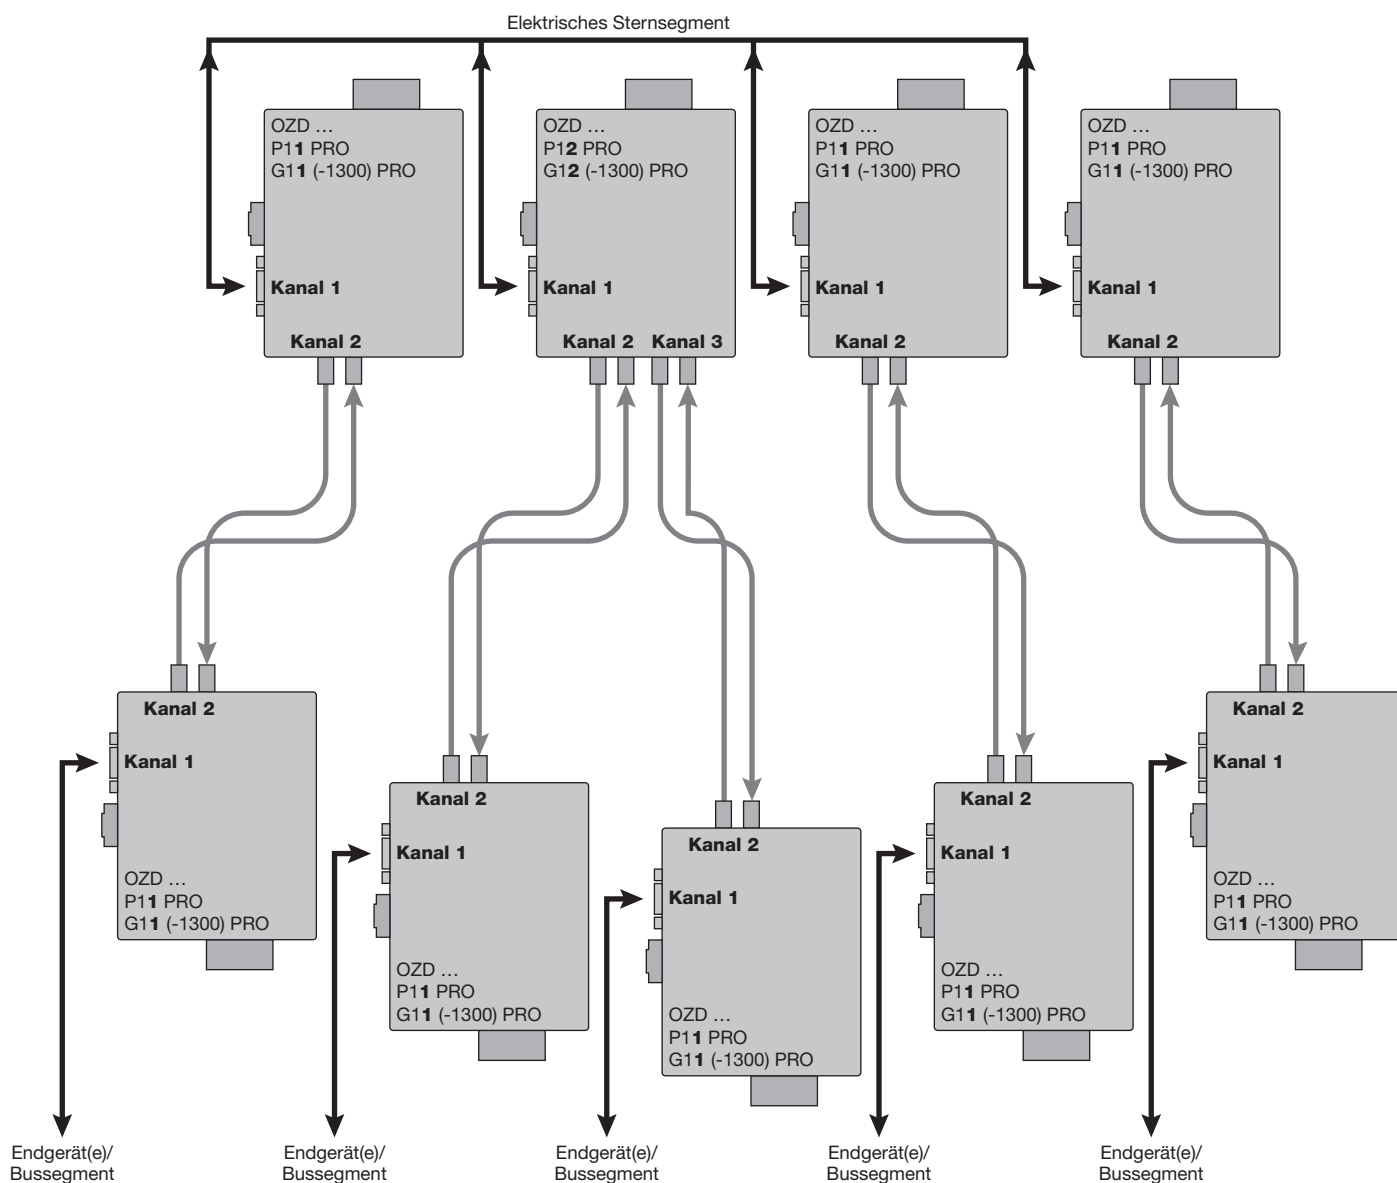 Elektrisches Sternsegment
OZD …
P11 PRO
G11 (-1300) PRO
Kanal 1
Kanal 2
OZD …
P12 PRO
G12 (-1300) PRO
Kanal 1
Kanal 2 Kanal 3
OZD …
P11 PRO
G11 (-1300) PRO
Kanal 1
Kanal 2
OZD …
P11 PRO
G11 (-1300) PRO
Kanal 1
Kanal 2
Kanal 2
Kanal 1
OZD …
P11 PRO
G11 (-1300) PRO
Kanal 2
Kanal 1
OZD …
P11 PRO
G11 (-1300) PRO
Kanal 2
Kanal 1
OZD …
P11 PRO
G11 (-1300) PRO
Kanal 2
Kanal 1
OZD …
P11 PRO
G11 (-1300) PRO
Kanal 2
Kanal 1
OZD …
P11 PRO
G11 (-1300) PRO
Endgerät(e)/
Bussegment
Endgerät(e)/
Bussegment
Endgerät(e)/
Bussegment
Endgerät(e)/
Bussegment
Endgerät(e)/
Bussegment